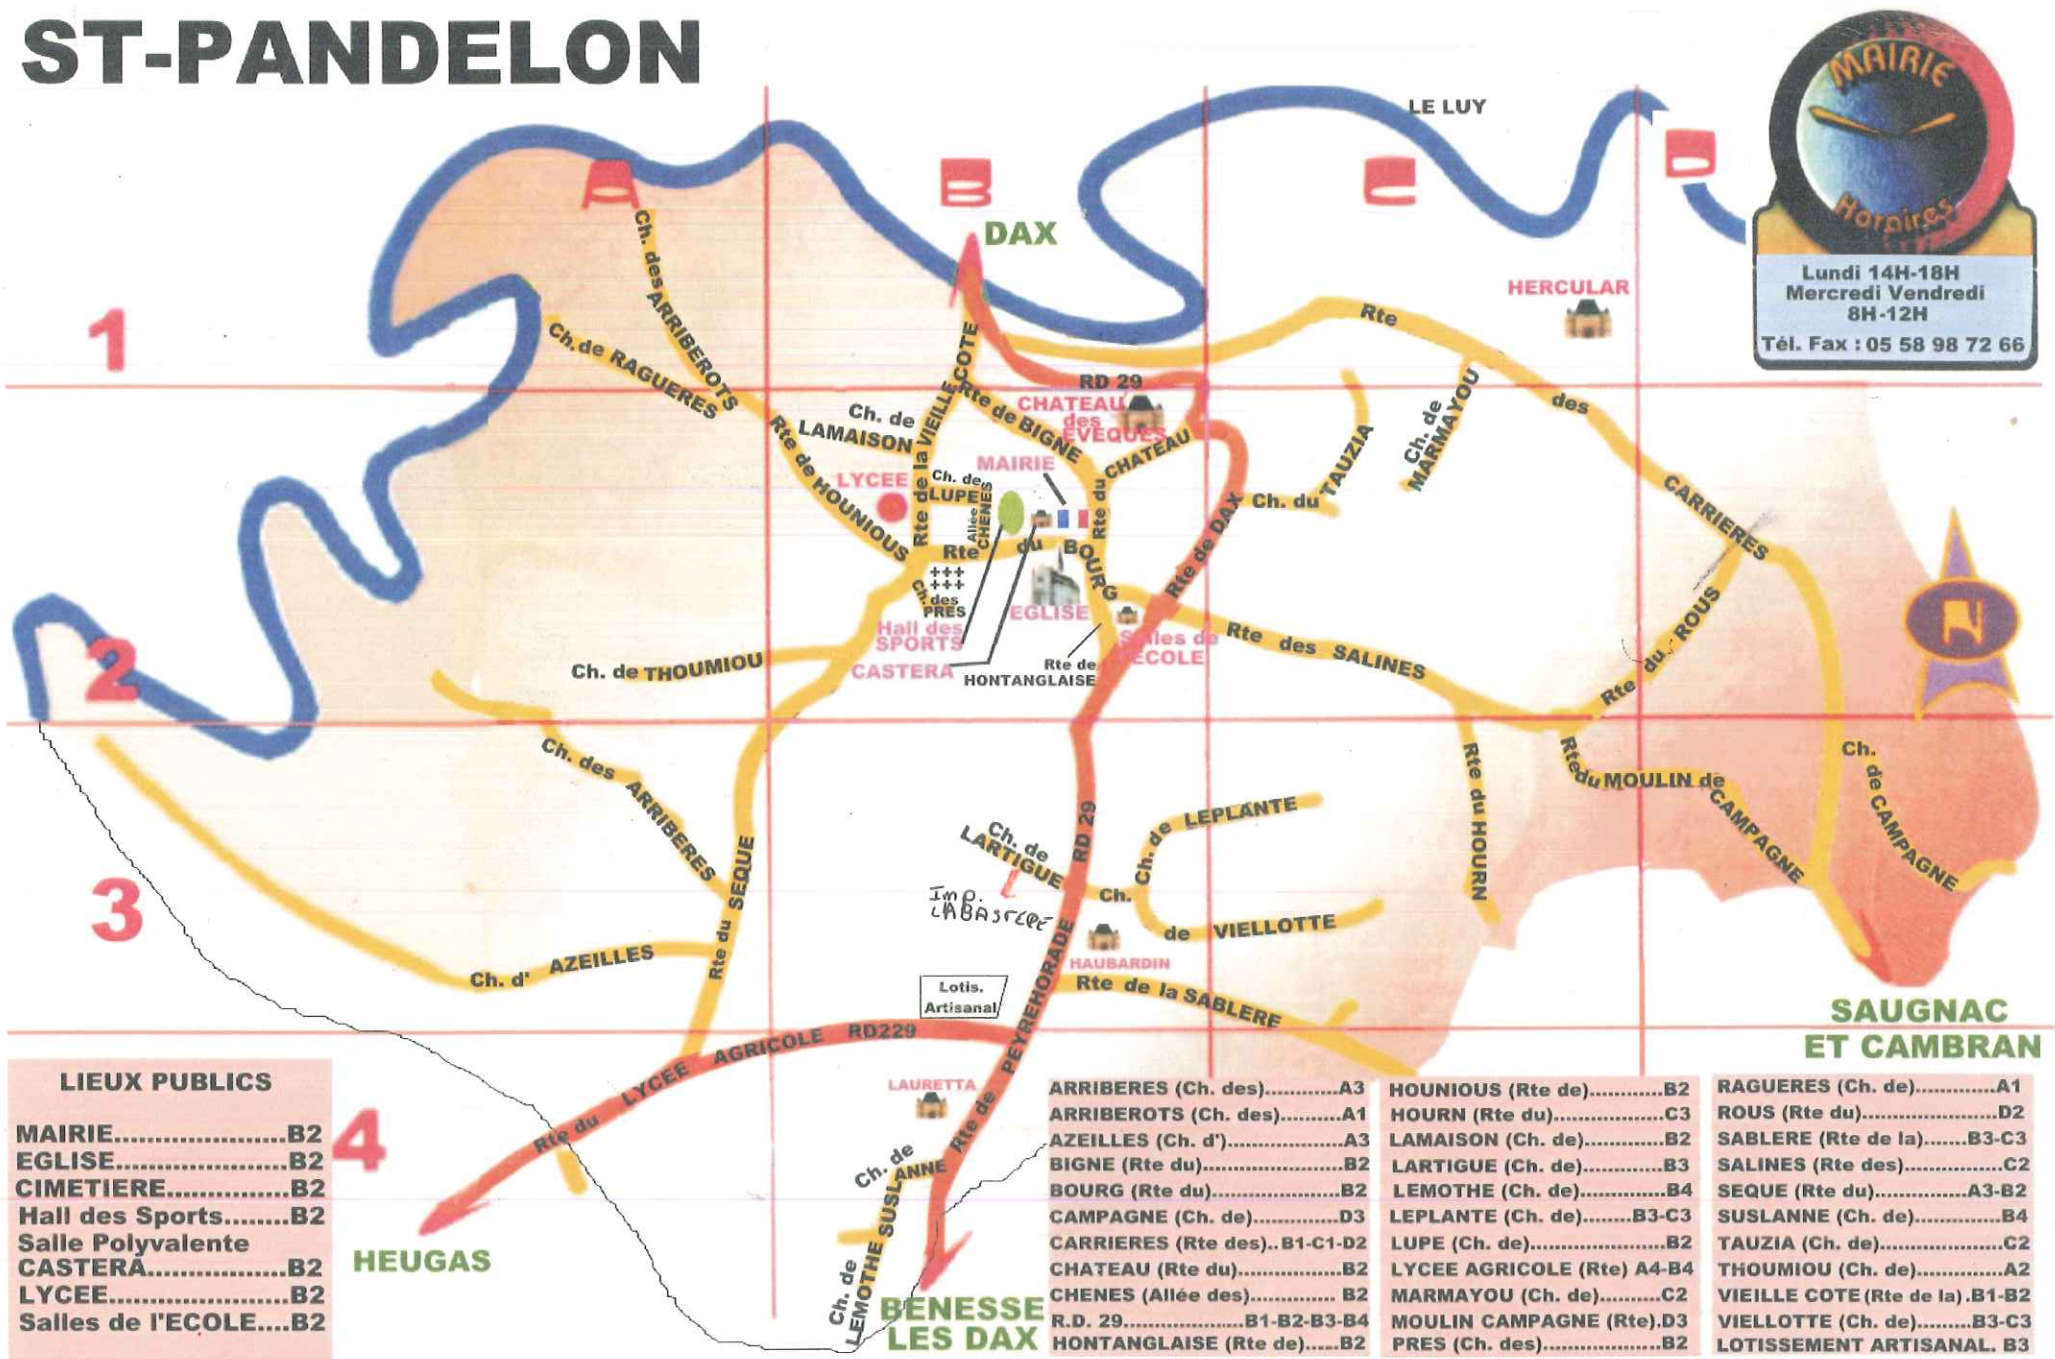 ST-PANDELON
MAIRIE
Horaires
Lundi 14H-18H
Mercredi Vendredi
8H-12H
Tél. Fax : 05 58 98 72 66
LE LUY
A
B
C
D
DAX
HERCULAR
1
Ch. des ARRIBEROTS
Ch. de RAGUERES
Rte de la VIEILLE COTE
Rte des CARRIERES
RD 29
CHATEAU
des
EVEQUES
Rte de BIGNE
Ch. de
LAMAISON
Rte de HOUNIOUS
LYCEE
MAIRIE
Ch. de
LUPE
Allée
CHENES
Rte du CHATEAU
Rte du BOURG
Rte de DAX
Ch. du TAUZIA
Ch. de
MARMAYOU
N
2
+++
+++
Ch. des
PRES
Hall des
SPORTS
CASTERA
EGLISE
Salles de
ECOLE
Rte de
HONTANGLAISE
Ch. de THOUMIOU
Rte des SALINES
Rte du ROUS
3
Ch. des ARRIBERES
Rte du SEQUE
Ch. d' AZEILLES
Ch. de
LARTIGUE
Imp.
RD 29
Ch. de LEPLANTE
Ch. de VIELLOTTE
HAUBARDIN
Rte de la SABLERE
Rte du HOURN
Rte du MOULIN de CAMPAGNE
Ch. de CAMPAGNE
Lotis.
Artisanal
Rte de PEYREHORADE
SAUGNAC
ET CAMBRAN
4
Rte du LYCEE AGRICOLE RD229
HEUGAS
LAURETTA
Ch. de
SUSLANNE
Ch. de
LEMOTHE
BENESSE
LES DAX
LIEUX PUBLICS
MAIRIE.....................B2
EGLISE.....................B2
CIMETIERE...............B2
Hall des Sports........B2
Salle Polyvalente
CASTERA.................B2
LYCEE......................B2
Salles de l'ECOLE....B2
ARRIBERES (Ch. des)...........A3
ARRIBEROTS (Ch. des).........A1
AZEILLES (Ch. d')..................A3
BIGNE (Rte du)......................B2
BOURG (Rte du)....................B2
CAMPAGNE (Ch. de).............D3
CARRIERES (Rte des)..B1-C1-D2
CHATEAU (Rte du)................B2
CHENES (Allée des)..............B2
R.D. 29...................B1-B2-B3-B4
HONTANGLAISE (Rte de).....B2
HOUNIOUS (Rte de)............B2
HOURN (Rte du).................C3
LAMAISON (Ch. de)............B2
LARTIGUE (Ch. de).............B3
LEMOTHE (Ch. de).............B4
LEPLANTE (Ch. de).......B3-C3
LUPE (Ch. de)....................B2
LYCEE AGRICOLE (Rte) A4-B4
MARMAYOU (Ch. de).........C2
MOULIN CAMPAGNE (Rte).D3
PRES (Ch. des)..................B2
RAGUERES (Ch. de)............A1
ROUS (Rte du)....................D2
SABLERE (Rte de la)......B3-C3
SALINES (Rte des)..............C2
SEQUE (Rte du).............A3-B2
SUSLANNE (Ch. de)............B4
TAUZIA (Ch. de)..................C2
THOUMIOU (Ch. de)...........A2
VIEILLE COTE (Rte de la).B1-B2
VIELLOTTE (Ch. de)........B3-C3
LOTISSEMENT ARTISANAL. B3